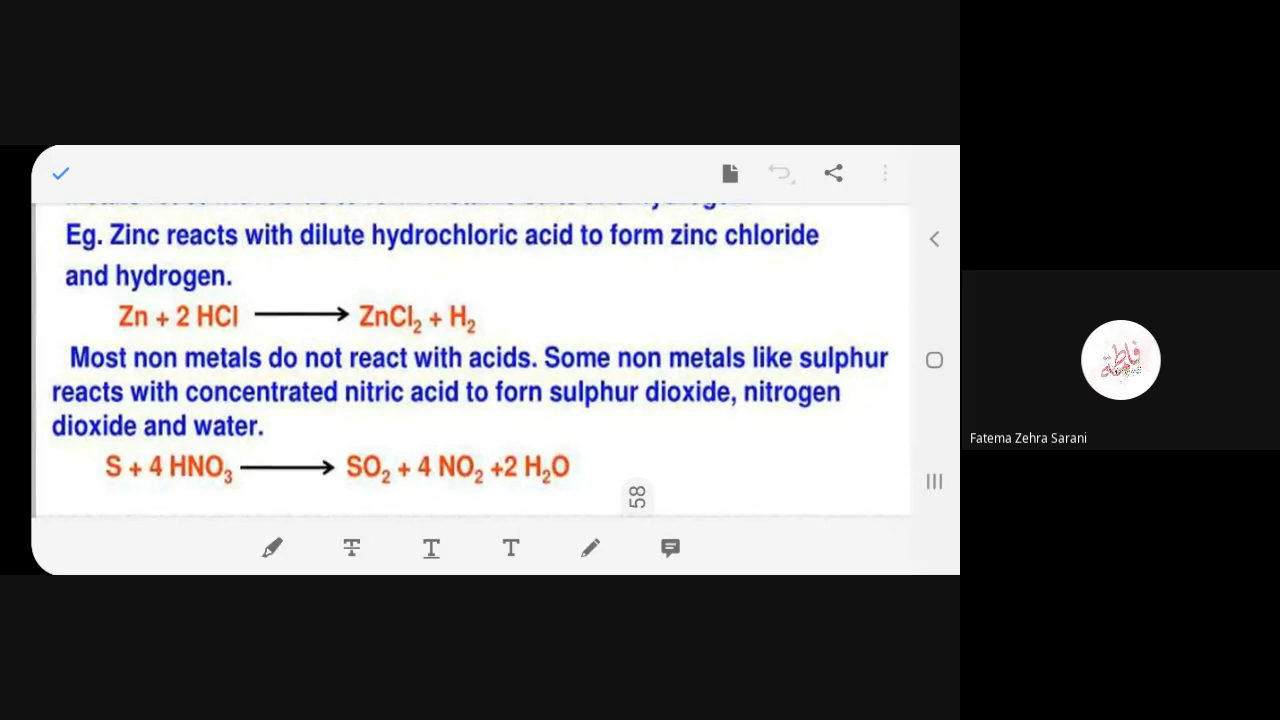 Eg. Zinc reacts with dilute hydrochloric acid to form zinc chloride
and hydrogen.
Zn + 2 HCl ⟶ ZnCl₂ + H₂
Most non metals do not react with acids. Some non metals like sulphur
reacts with concentrated nitric acid to forn sulphur dioxide, nitrogen
dioxide and water.
S + 4 HNO₃ ⟶ SO₂ + 4 NO₂ +2 H₂O
58
فاطمة
Fatema Zehra Sarani